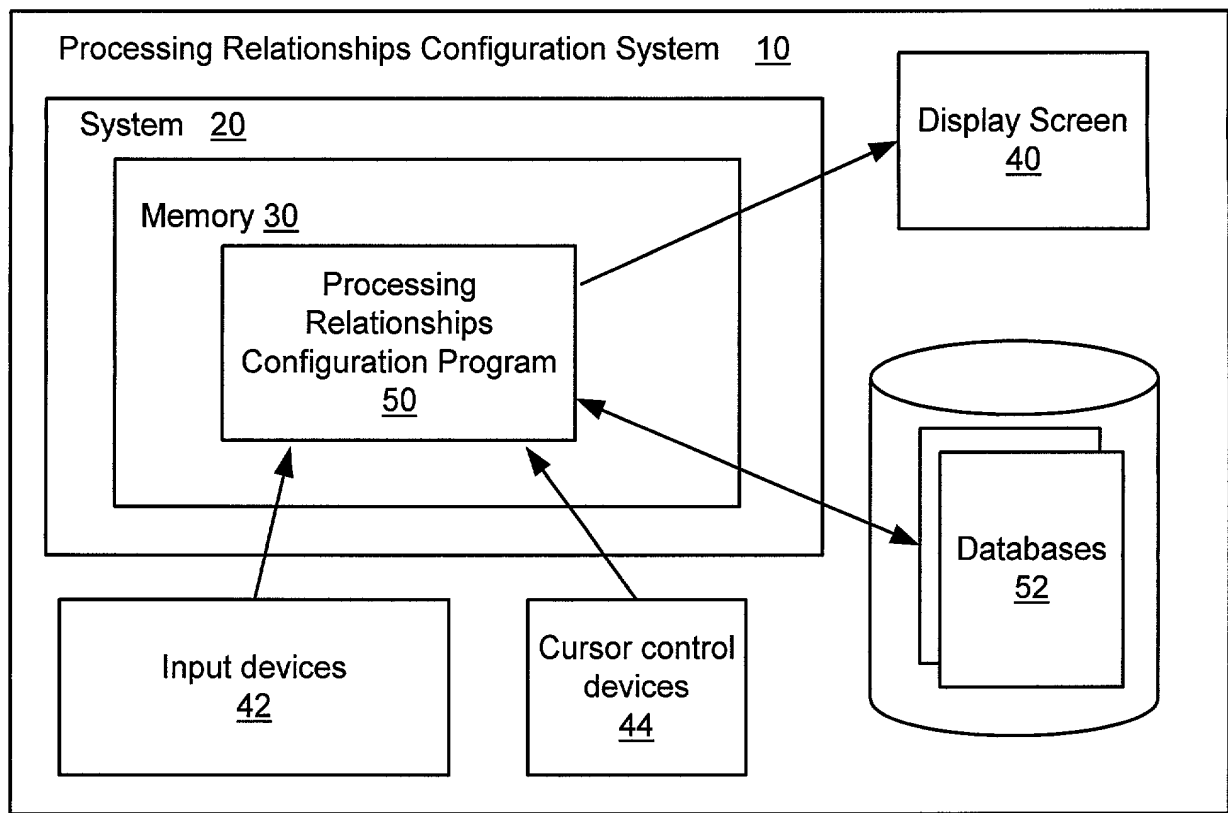 Processing Relationships Configuration System 10
System 20
Display Screen
40
Memory 30
Processing
Relationships
Configuration Program
50
Databases
52
Input devices
42
Cursor control
devices
44